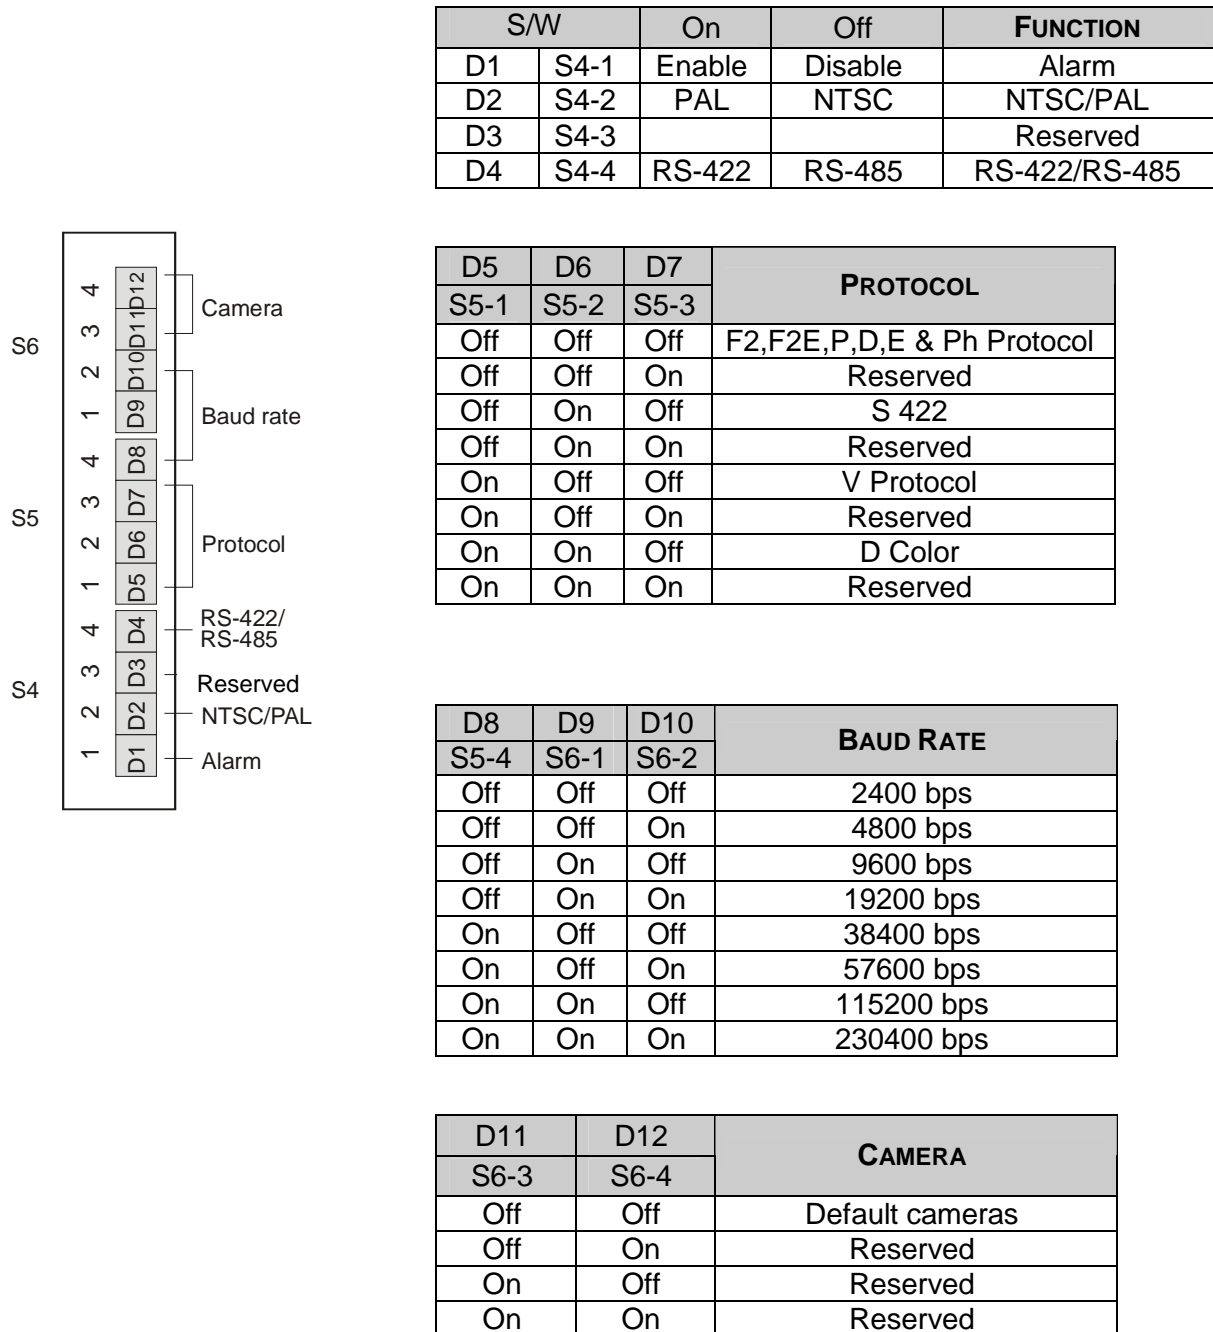 S/W On Off FUNCTION
D1 S4-1 Enable Disable Alarm
D2 S4-2 PAL NTSC NTSC/PAL
D3 S4-3 Reserved
D4 S4-4 RS-422 RS-485 RS-422/RS-485
S6
4 D12
3 D11
2 D10
1 D9
Camera
Baud rate
S5
4 D8
3 D7
2 D6
1 D5
Protocol
S4
4 D4
3 D3
2 D2
1 D1
RS-422/
RS-485
Reserved
NTSC/PAL
Alarm
D5 D6 D7 PROTOCOL
S5-1 S5-2 S5-3
Off Off Off F2,F2E,P,D,E & Ph Protocol
Off Off On Reserved
Off On Off S 422
Off On On Reserved
On Off Off V Protocol
On Off On Reserved
On On Off D Color
On On On Reserved
D8 D9 D10 BAUD RATE
S5-4 S6-1 S6-2
Off Off Off 2400 bps
Off Off On 4800 bps
Off On Off 9600 bps
Off On On 19200 bps
On Off Off 38400 bps
On Off On 57600 bps
On On Off 115200 bps
On On On 230400 bps
D11 D12 CAMERA
S6-3 S6-4
Off Off Default cameras
Off On Reserved
On Off Reserved
On On Reserved